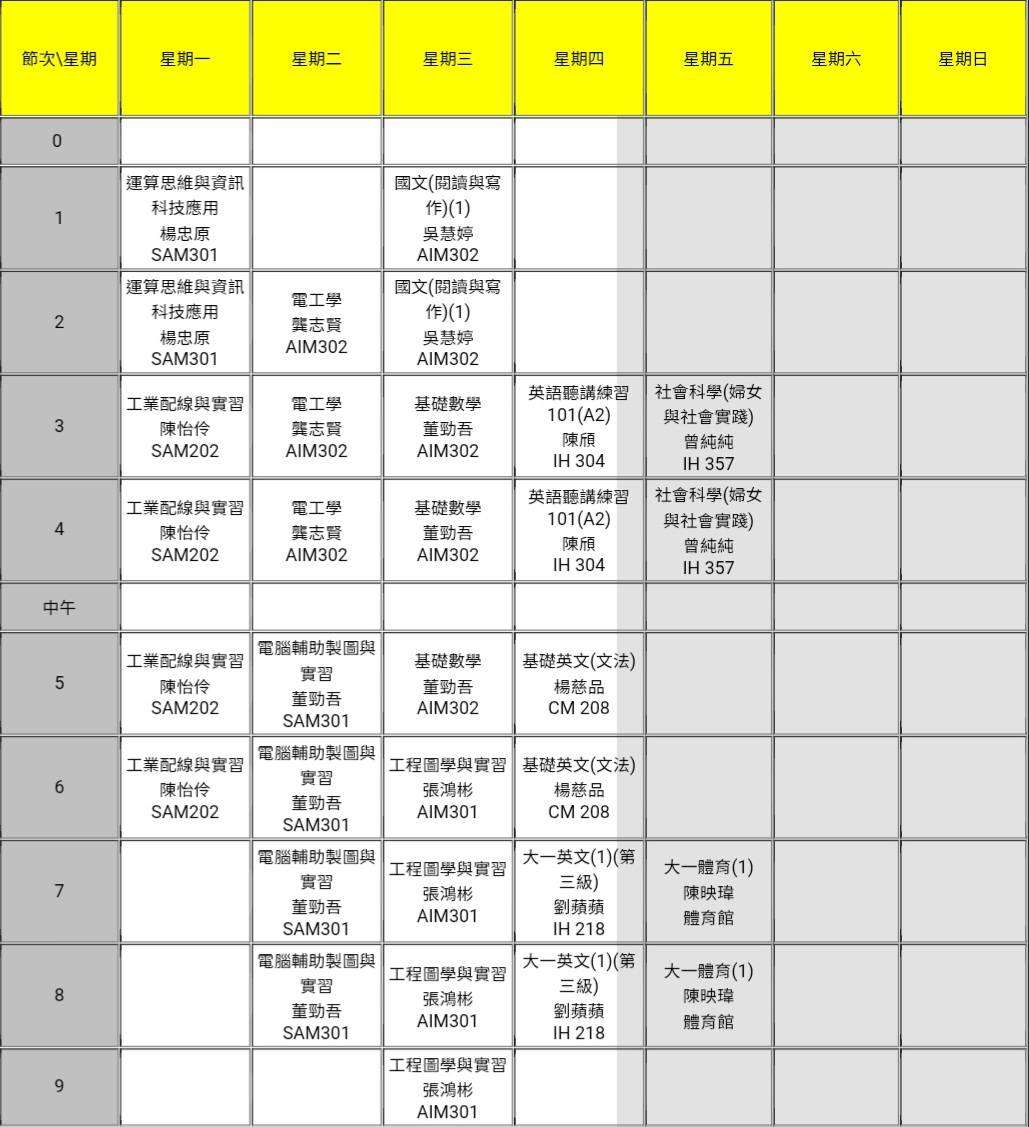 節次\星期 星期一 星期二 星期三 星期四 星期五 星期六 星期日
0
1
運算思維與資訊
科技應用
楊忠原
SAM301
國文(閱讀與寫
作)(1)
吳慧婷
AIM302
2
運算思維與資訊
科技應用
楊忠原
SAM301
電工學
龔志賢
AIM302
國文(閱讀與寫
作)(1)
吳慧婷
AIM302
3
工業配線與實習
陳怡伶
SAM202
電工學
龔志賢
AIM302
基礎數學
董勁吾
AIM302
英語聽講練習
101(A2)
陳頎
IH 304
社會科學(婦女
與社會實踐)
曾純純
IH 357
4
工業配線與實習
陳怡伶
SAM202
電工學
龔志賢
AIM302
基礎數學
董勁吾
AIM302
英語聽講練習
101(A2)
陳頎
IH 304
社會科學(婦女
與社會實踐)
曾純純
IH 357
中午
5
工業配線與實習
陳怡伶
SAM202
電腦輔助製圖與
實習
董勁吾
SAM301
基礎數學
董勁吾
AIM302
基礎英文(文法)
楊慈品
CM 208
6
工業配線與實習
陳怡伶
SAM202
電腦輔助製圖與
實習
董勁吾
SAM301
工程圖學與實習
張鴻彬
AIM301
基礎英文(文法)
楊慈品
CM 208
7
電腦輔助製圖與
實習
董勁吾
SAM301
工程圖學與實習
張鴻彬
AIM301
大一英文(1)(第
三級)
劉蘋蘋
IH 218
大一體育(1)
陳映瑋
體育館
8
電腦輔助製圖與
實習
董勁吾
SAM301
工程圖學與實習
張鴻彬
AIM301
大一英文(1)(第
三級)
劉蘋蘋
IH 218
大一體育(1)
陳映瑋
體育館
9
工程圖學與實習
張鴻彬
AIM301